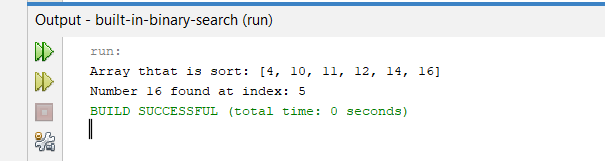 Output - built-in-binary-search (run)
run:
Array thtat is sort: [4, 10, 11, 12, 14, 16]
Number 16 found at index: 5
BUILD SUCCESSFUL (total time: 0 seconds)